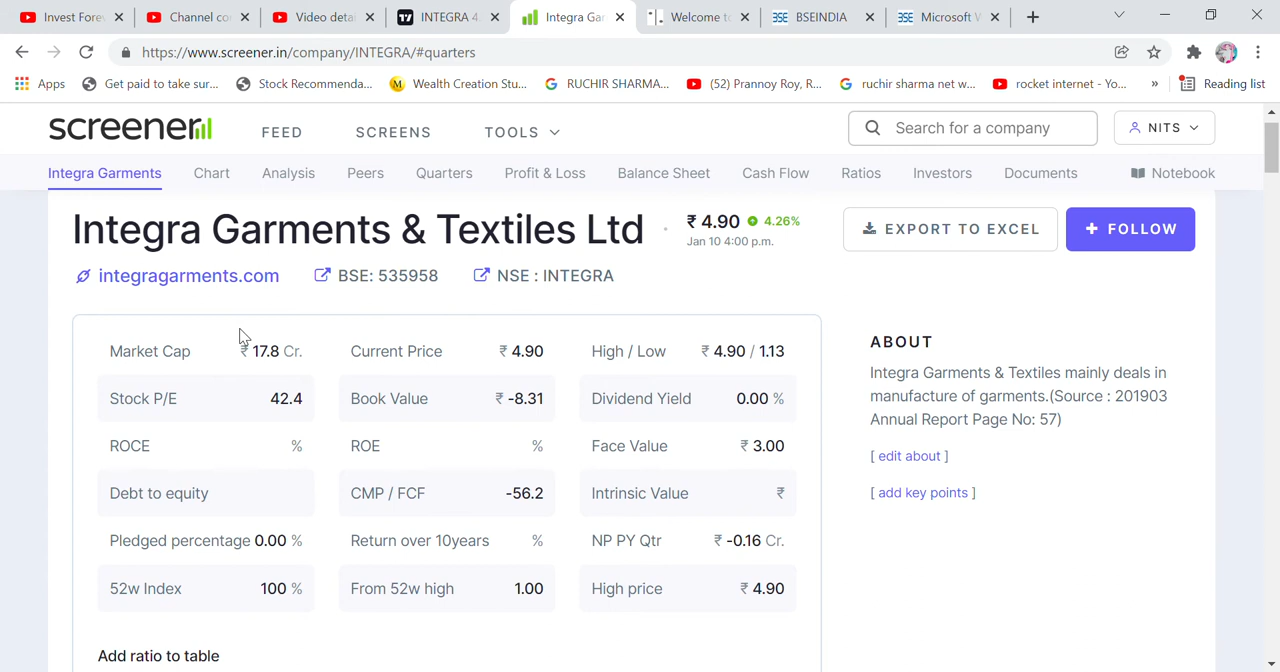 Invest Fore
Channel co
Video detai
INTEGRA 4.
Integra Gar
Welcome to
BSEINDIA
Microsoft V
https://www.screener.in/company/INTEGRA/#quarters
Apps
Get paid to take sur...
Stock Recommenda...
Wealth Creation Stu...
RUCHIR SHARMA...
(52) Prannoy Roy, R...
ruchir sharma net w...
rocket internet - Yo...
»
Reading list
screener
FEED
SCREENS
TOOLS
Search for a company
NITS
Integra Garments
Chart
Analysis
Peers
Quarters
Profit & Loss
Balance Sheet
Cash Flow
Ratios
Investors
Documents
Notebook
Integra Garments & Textiles Ltd
₹ 4.90 4.26%
Jan 10 4:00 p.m.
EXPORT TO EXCEL
+ FOLLOW
integragarments.com
BSE: 535958
NSE : INTEGRA
Market Cap ₹ 17.8 Cr.
Current Price ₹ 4.90
High / Low ₹ 4.90 / 1.13
Stock P/E 42.4
Book Value ₹ -8.31
Dividend Yield 0.00 %
ROCE %
ROE %
Face Value ₹ 3.00
Debt to equity
CMP / FCF -56.2
Intrinsic Value ₹
Pledged percentage 0.00 %
Return over 10years %
NP PY Qtr ₹ -0.16 Cr.
52w Index 100 %
From 52w high 1.00
High price ₹ 4.90
Add ratio to table
ABOUT
Integra Garments & Textiles mainly deals in
manufacture of garments.(Source : 201903
Annual Report Page No: 57)
[ edit about ]
[ add key points ]